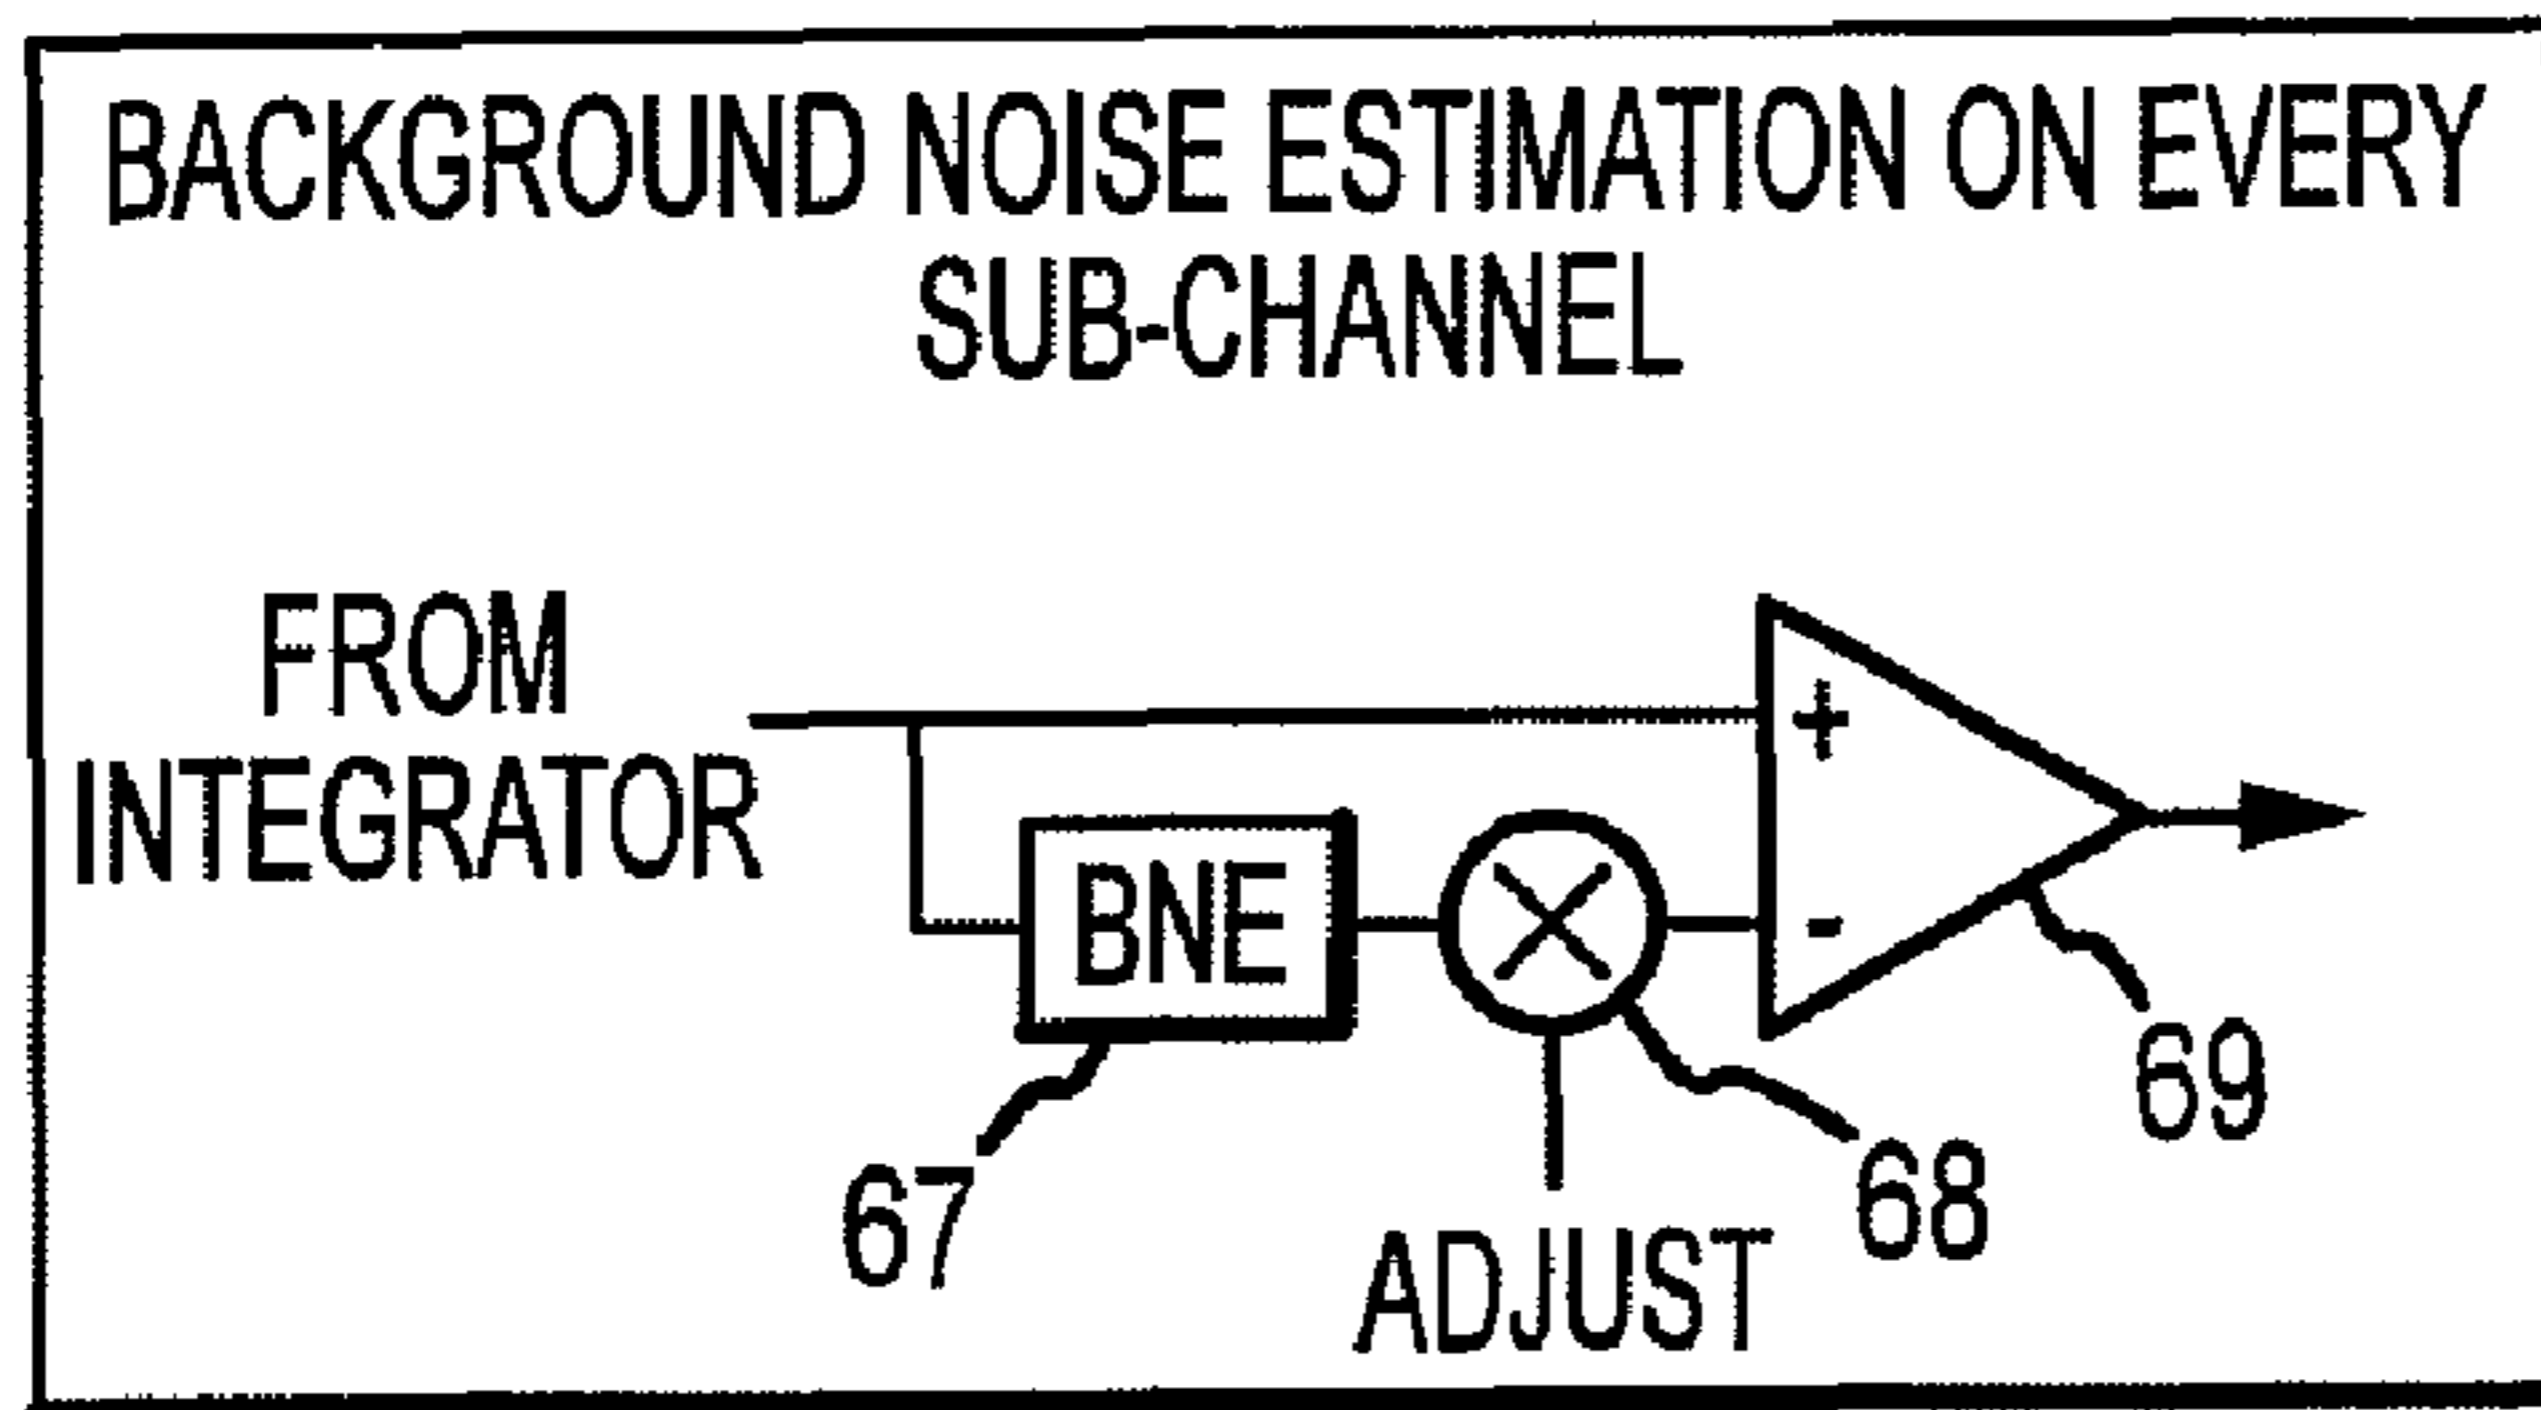 BACKGROUND NOISE ESTIMATION ON EVERY
SUB-CHANNEL
FROM
INTEGRATOR
+
BNE
-
67
68
69
ADJUST